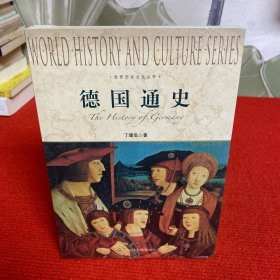 WORLD HISTORY AND CULTURE SERIES
·世界历史文化丛书·
德国通史
The History of Germany
丁建弘 著